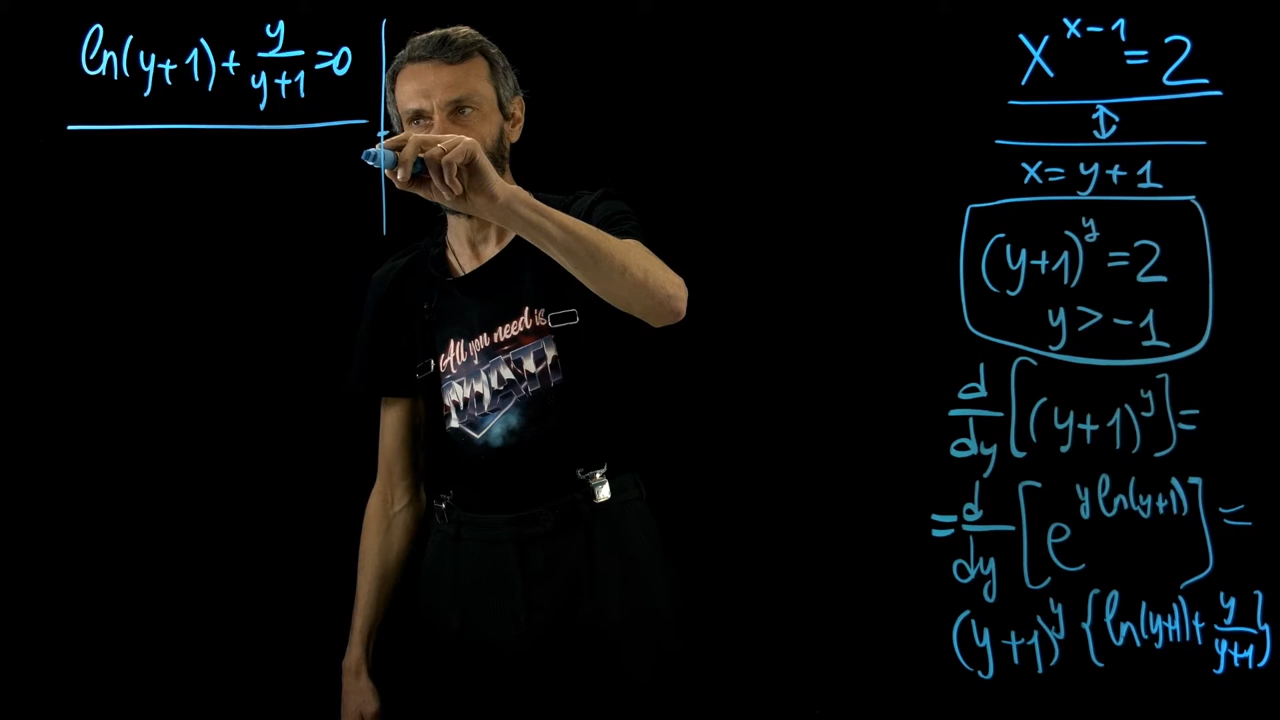 ln(y+1)+y/(y+1)=0
x^(x-1)=2
↕
x=y+1
(y+1)^y=2
y>-1
d/dy[(y+1)^y]=
=d/dy[e^(y ln(y+1))]=
(y+1)^y{ln(y+1)+y/(y+1)}
All you need is
MATH